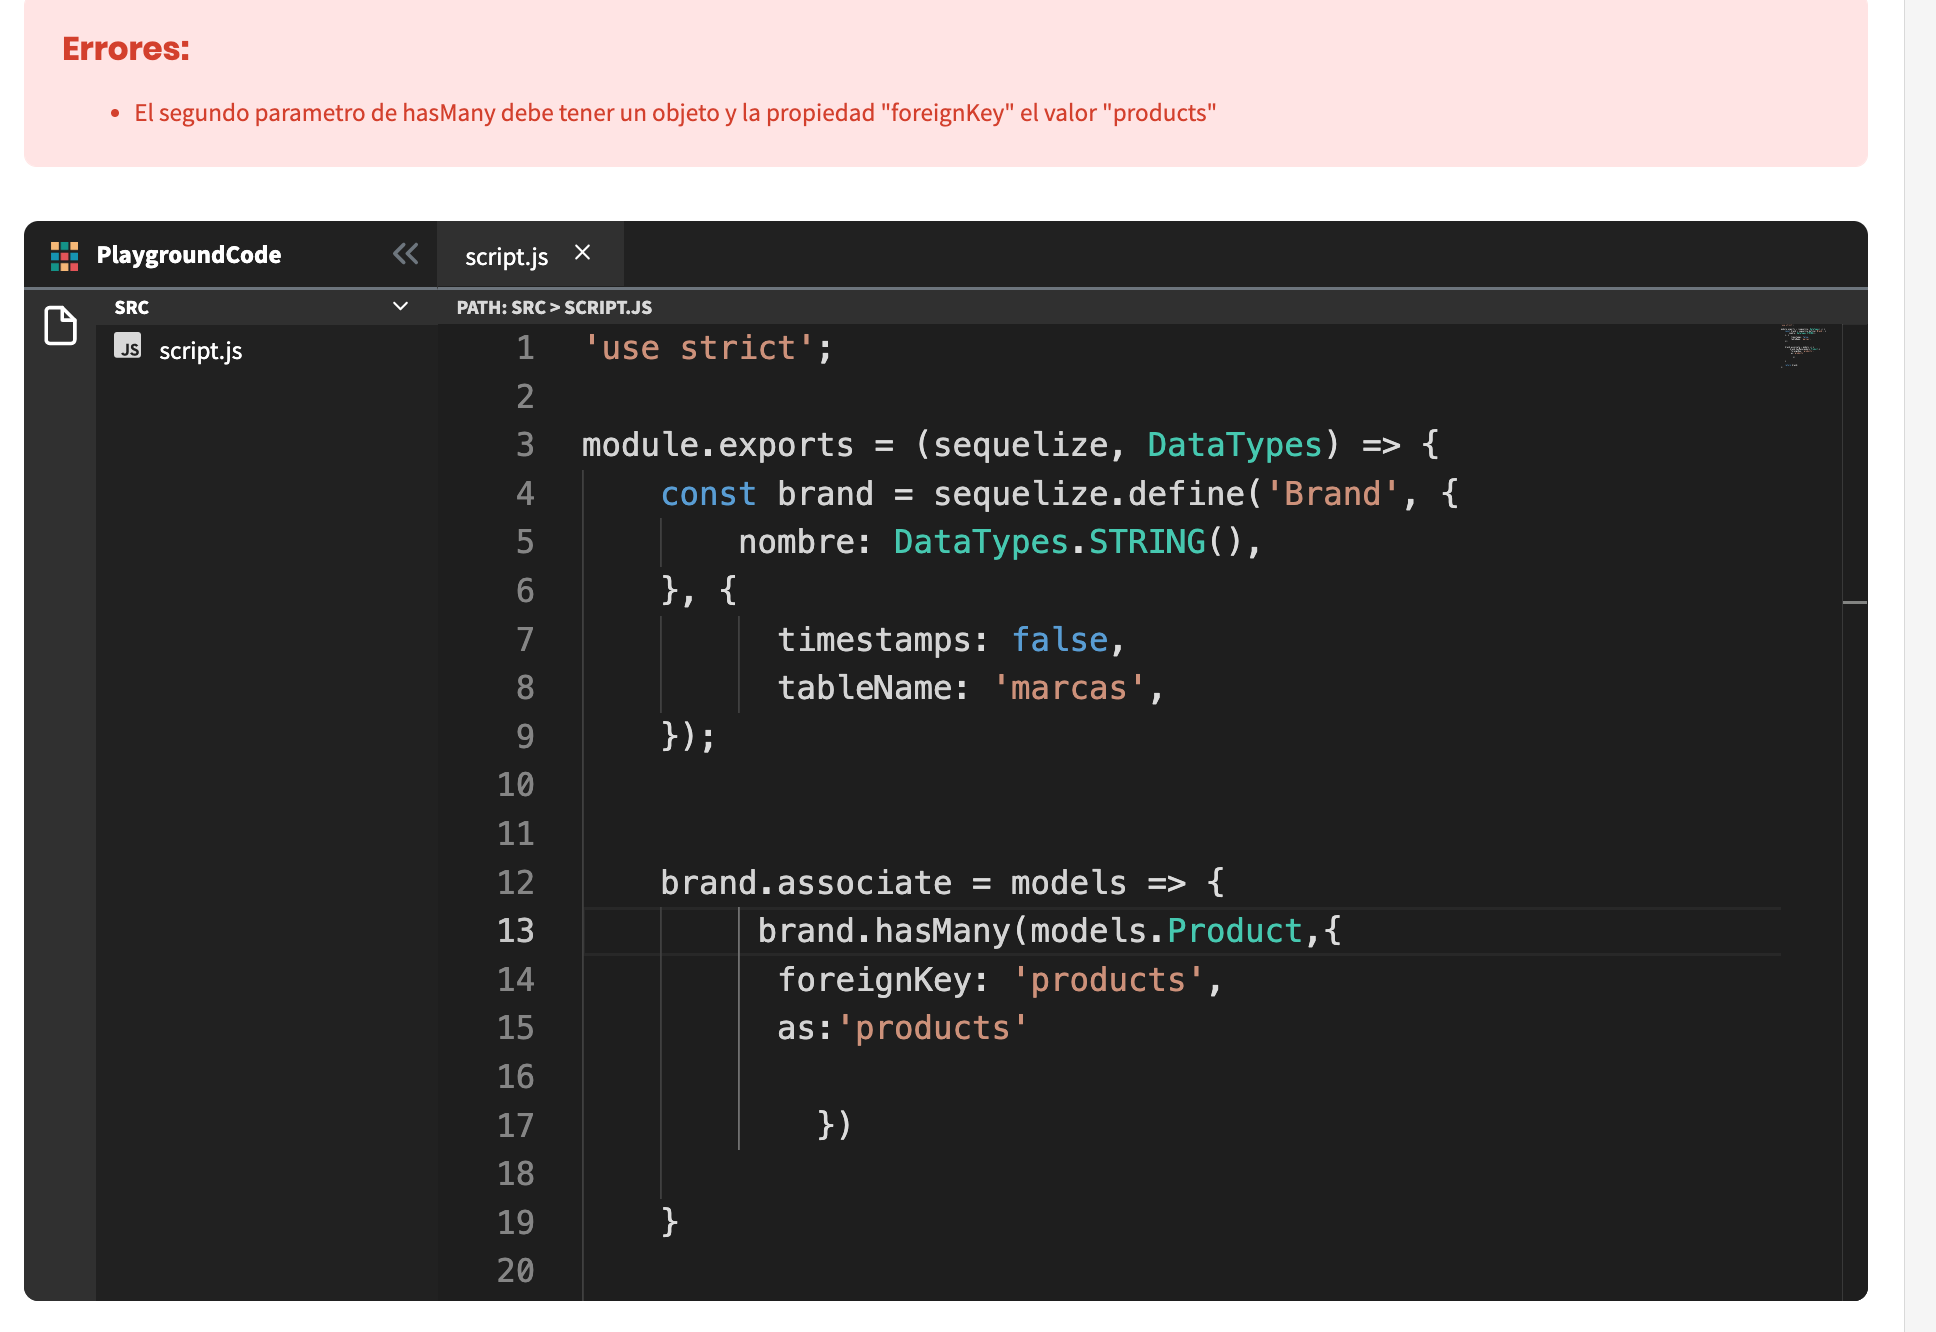 Errores:
• El segundo parametro de hasMany debe tener un objeto y la propiedad "foreignKey" el valor "products"
PlaygroundCode
script.js
SRC
PATH: SRC > SCRIPT.JS
JS script.js
1 'use strict';
2
3 module.exports = (sequelize, DataTypes) => {
4     const brand = sequelize.define('Brand', {
5         nombre: DataTypes.STRING(),
6     }, {
7           timestamps: false,
8           tableName: 'marcas',
9     });
10
11
12     brand.associate = models => {
13          brand.hasMany(models.Product,{
14           foreignKey: 'products',
15           as:'products'
16
17             })
18
19     }
20